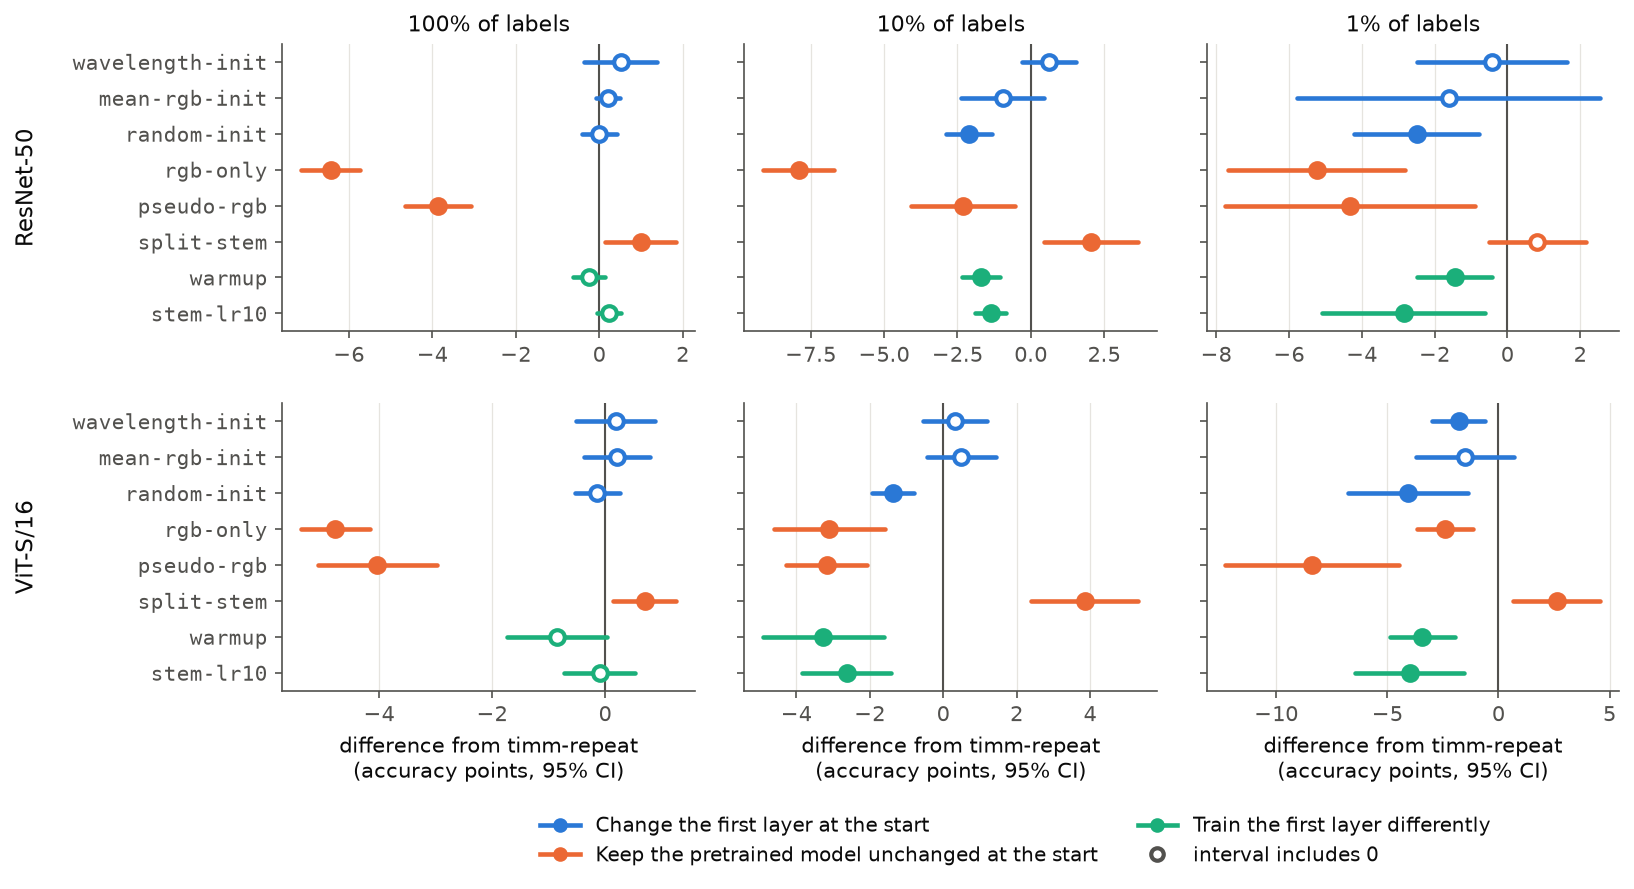 100% of labels
10% of labels
1% of labels
ResNet-50
wavelength-init
mean-rgb-init
random-init
rgb-only
pseudo-rgb
split-stem
warmup
stem-lr10
−6 −4 −2 0 2
−7.5 −5.0 −2.5 0.0 2.5
−8 −6 −4 −2 0 2
ViT-S/16
wavelength-init
mean-rgb-init
random-init
rgb-only
pseudo-rgb
split-stem
warmup
stem-lr10
−4 −2 0
−4 −2 0 2 4
−10 −5 0 5
difference from timm-repeat
(accuracy points, 95% CI)
difference from timm-repeat
(accuracy points, 95% CI)
difference from timm-repeat
(accuracy points, 95% CI)
Change the first layer at the start
Keep the pretrained model unchanged at the start
Train the first layer differently
interval includes 0